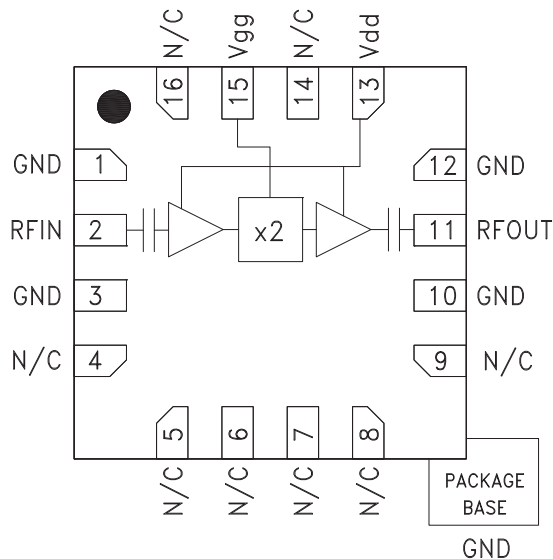 N/C Vgg N/C Vdd
16 15 14 13
GND 1 12 GND
RFIN 2 x2 11 RFOUT
GND 3 10 GND
N/C 4 9 N/C
5 6 7 8
N/C N/C N/C N/C
PACKAGE
BASE
GND